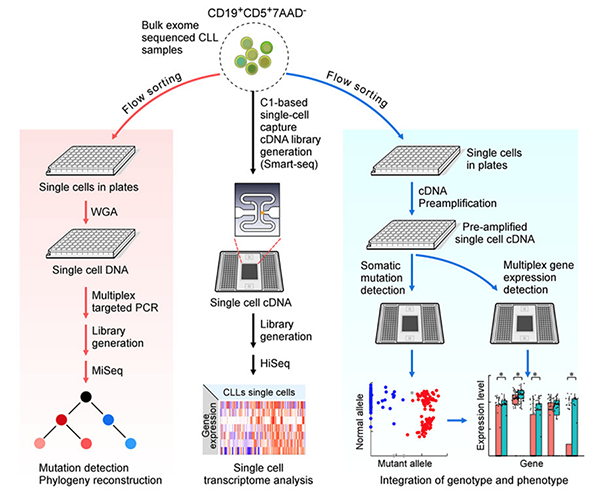 CD19+CD5+7AAD-
Bulk exome
sequenced CLL
samples
Flow sorting
Flow sorting
C1-based
single-cell
capture
cDNA library
generation
(Smart-seq)
Single cells in plates
WGA
Single cell DNA
Multiplex
targeted PCR
Library
generation
MiSeq
Mutation detection
Phylogeny reconstruction
Single cell cDNA
Library
generation
HiSeq
CLLs single cells
Gene
expression
Single cell
transcriptome analysis
Single cells
in plates
cDNA
Preamplification
Pre-amplified
single cell cDNA
Somatic
mutation
detection
Multiplex gene
expression
detection
Normal allele
Mutant allele
Expression level
* * * *
Gene
Integration of genotype and phenotype